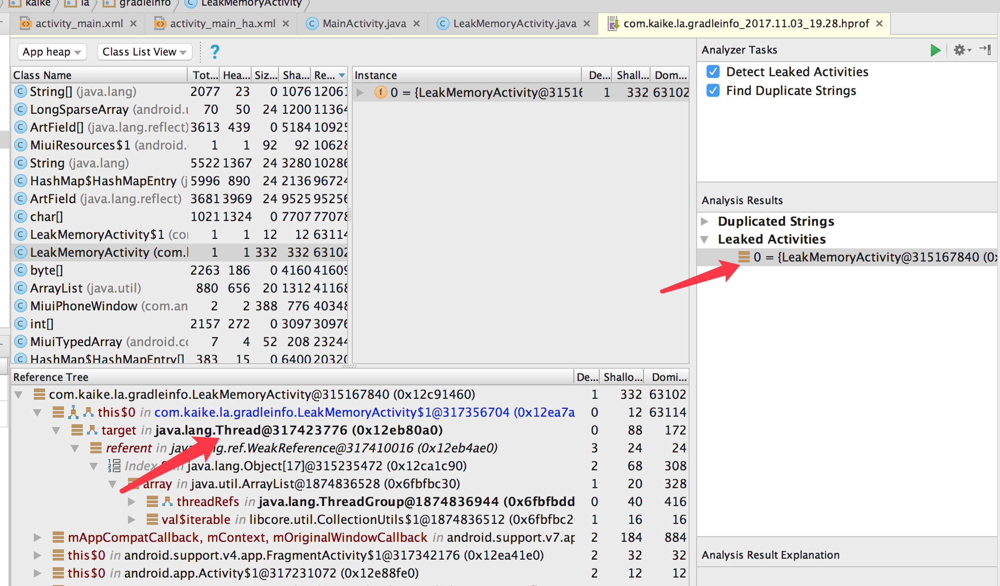 kaike la gradleinfo LeakMemoryActivity
activity_main.xml activity_main_ha.xml MainActivity.java LeakMemoryActivity.java com.kaike.la.gradleinfo_2017.11.03_19.28.hprof
App heap Class List View ?
Class Name Tot... Hea... Siz... Sha... Re...
String[] (java.lang) 2077 23 0 1076 12061
LongSparseArray (android.u 70 50 24 1200 11364
ArtField[] (java.lang.reflect) 3613 439 0 5184 10925
MiuiResources$1 (android. 1 1 92 92 10628
String (java.lang) 5522 1367 24 3280 10286
HashMap$HashMapEntry (j 5996 890 24 2136 96724
ArtField (java.lang.reflect) 3681 3969 24 9525 95256
char[] 1021 1324 0 7707 77078
LeakMemoryActivity$1 (co 1 1 12 12 63114
LeakMemoryActivity (com. 1 1 332 332 63102
byte[] 2263 186 0 4160 41609
ArrayList (java.util) 880 656 20 1312 41168
MiuiPhoneWindow (com.an 2 2 388 776 40348
int[] 2157 272 0 3097 30976
MiuiTypedArray (android.co 7 4 52 208 23244
HashMap$HashMapEntry[] 383 15 0 6400 20320
Instance De... Shall... Dom...
f 0 = {LeakMemoryActivity@31516 1 332 63102
Analyzer Tasks
Detect Leaked Activities
Find Duplicate Strings
Analysis Results
Duplicated Strings
Leaked Activities
0 = {LeakMemoryActivity@315167840 (0x
Analysis Result Explanation
Reference Tree De... Shallo... Domi...
com.kaike.la.gradleinfo.LeakMemoryActivity@315167840 (0x12c91460) 1 332 63102
this$0 in com.kaike.la.gradleinfo.LeakMemoryActivity$1@317356704 (0x12ea7a 0 12 63114
target in java.lang.Thread@317423776 (0x12eb80a0) 0 88 172
referent in ng.ref.WeakReference@317410016 (0x12eb4ae0) 3 24 24
Index in java.lang.Object[17]@315235472 (0x12ca1c90) 2 68 308
array in java.util.ArrayList@1874836528 (0x6fbfbc30) 1 20 328
threadRefs in java.lang.ThreadGroup@1874836944 (0x6fbfbdd 0 40 416
val$iterable in libcore.util.CollectionUtils$1@1874836512 (0x6fbfbc2 1 16 16
mAppCompatCallback, mContext, mOriginalWindowCallback in android.support.v7.ap 2 184 884
this$0 in android.support.v4.app.FragmentActivity$1@317342176 (0x12ea41e0) 2 32 32
this$0 in android.app.Activity$1@317231072 (0x12e88fe0) 2 12 12